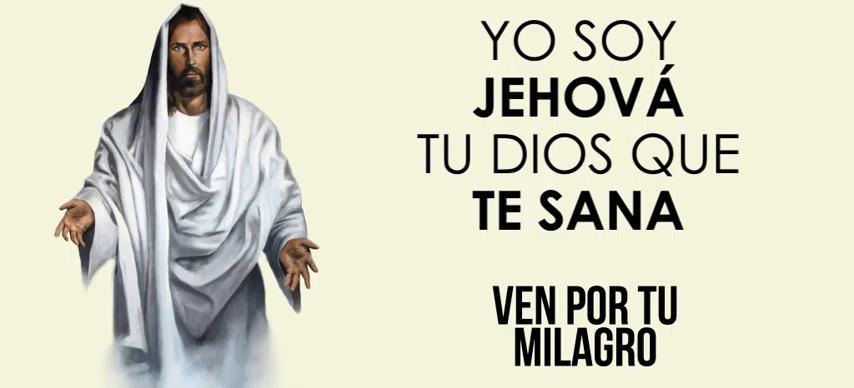 YO SOY
JEHOVÁ
TU DIOS QUE
TE SANA
VEN POR TU
MILAGRO